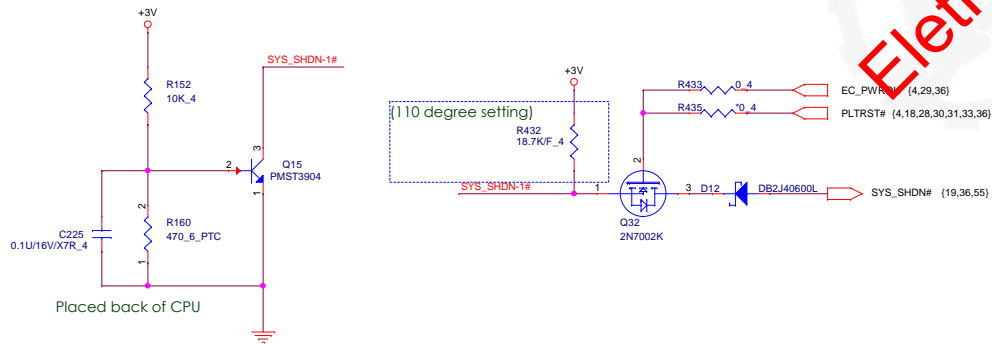 +3V
R152
10K_4
SYS_SHDN-1#
3
2
Q15
PMST3904
1
2
R160
470_6_PTC
1
C225
0.1U/16V/X7R_4
Placed back of CPU
+3V
(110 degree setting)
R432
18.7K/F_4
SYS_SHDN-1#
1
2
3
Q32
2N7002K
R433
0_4
R435
*0_4
{4,29,36}
PLTRST# {4,18,28,30,31,33,36}
D12
DB2J40600L
SYS_SHDN# {19,36,55}